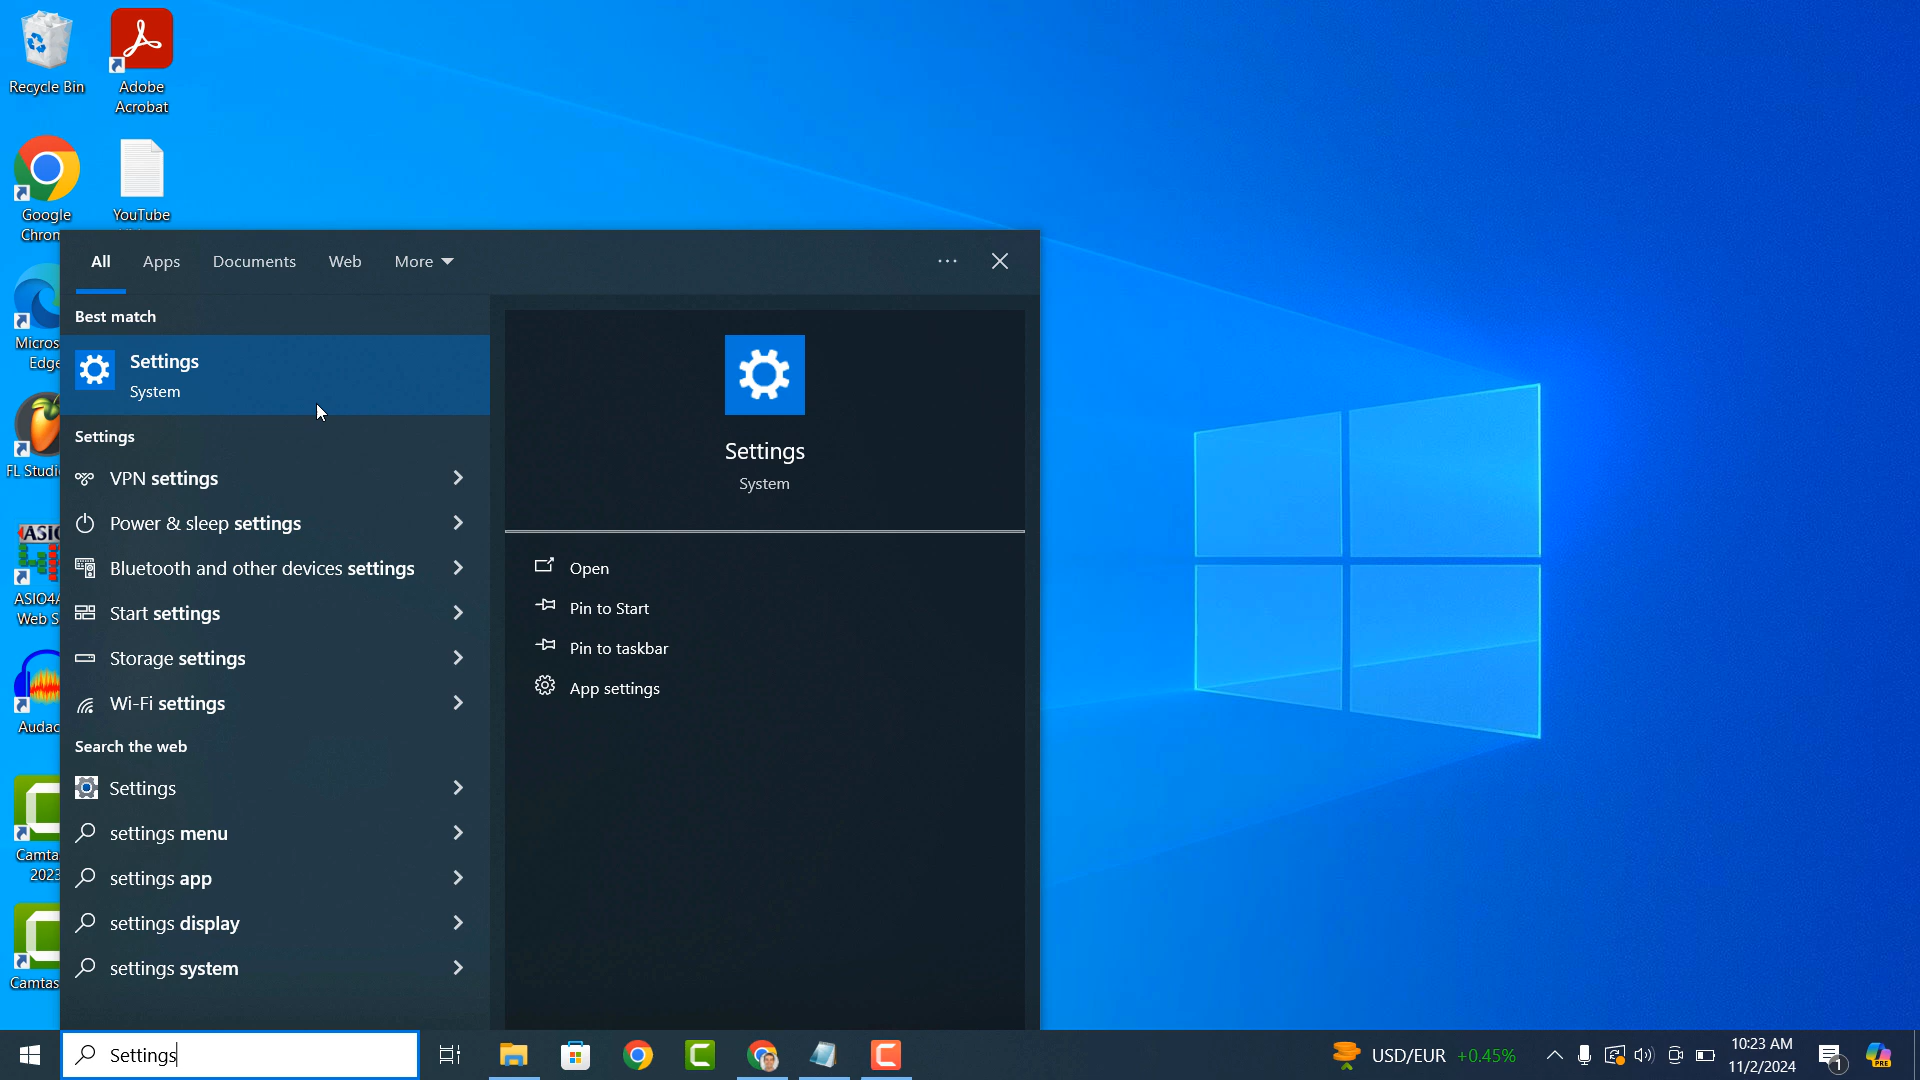 Recycle Bin
Adobe
Acrobat
Google
Chrom
YouTube
Micros
Edge
FL Studi
ASIO4A
Web S
Audac
Camta
2023
Camtas
All
Apps
Documents
Web
More
Best match
Settings
System
Settings
VPN settings
Power & sleep settings
Bluetooth and other devices settings
Start settings
Storage settings
Wi-Fi settings
Search the web
Settings
settings menu
settings app
settings display
settings system
Settings
System
Open
Pin to Start
Pin to taskbar
App settings
Settings
USD/EUR +0.45%
10:23 AM
11/2/2024
1
PRE